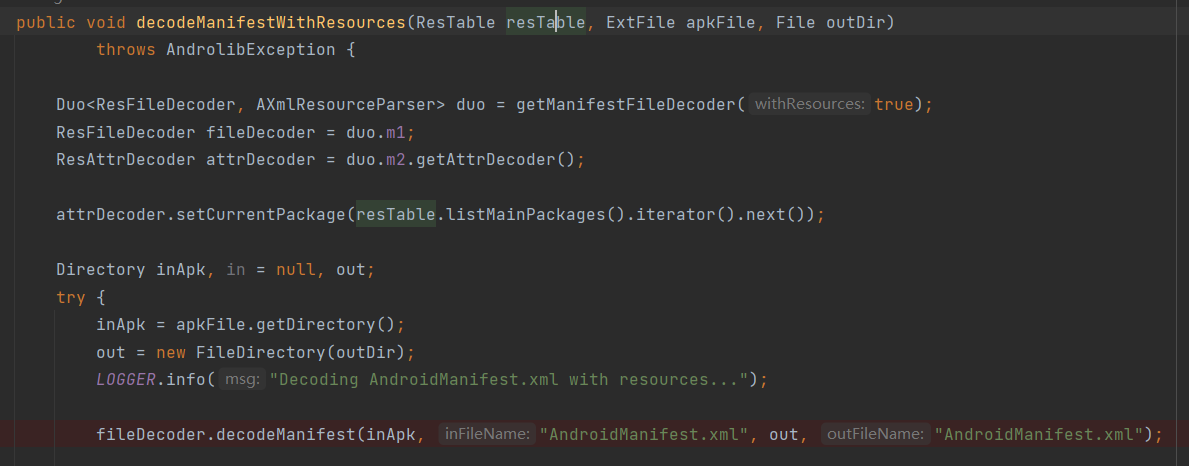 public void decodeManifestWithResources(ResTable resTable, ExtFile apkFile, File outDir)
throws AndrolibException {
Duo<ResFileDecoder, AXmlResourceParser> duo = getManifestFileDecoder( withResources: true);
ResFileDecoder fileDecoder = duo.m1;
ResAttrDecoder attrDecoder = duo.m2.getAttrDecoder();
attrDecoder.setCurrentPackage(resTable.listMainPackages().iterator().next());
Directory inApk, in = null, out;
try {
inApk = apkFile.getDirectory();
out = new FileDirectory(outDir);
LOGGER.info( msg: "Decoding AndroidManifest.xml with resources...");
fileDecoder.decodeManifest(inApk, inFileName: "AndroidManifest.xml", out, outFileName: "AndroidManifest.xml");